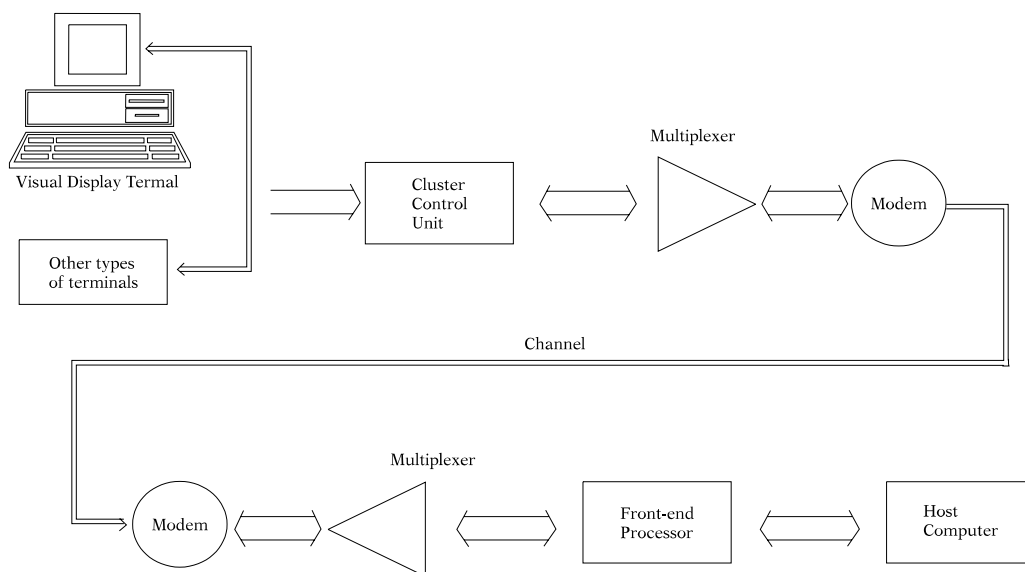 Visual Display Termal
Other types
of terminals
Cluster
Control
Unit
Multiplexer
Modem
Channel
Modem
Multiplexer
Front-end
Processor
Host
Computer